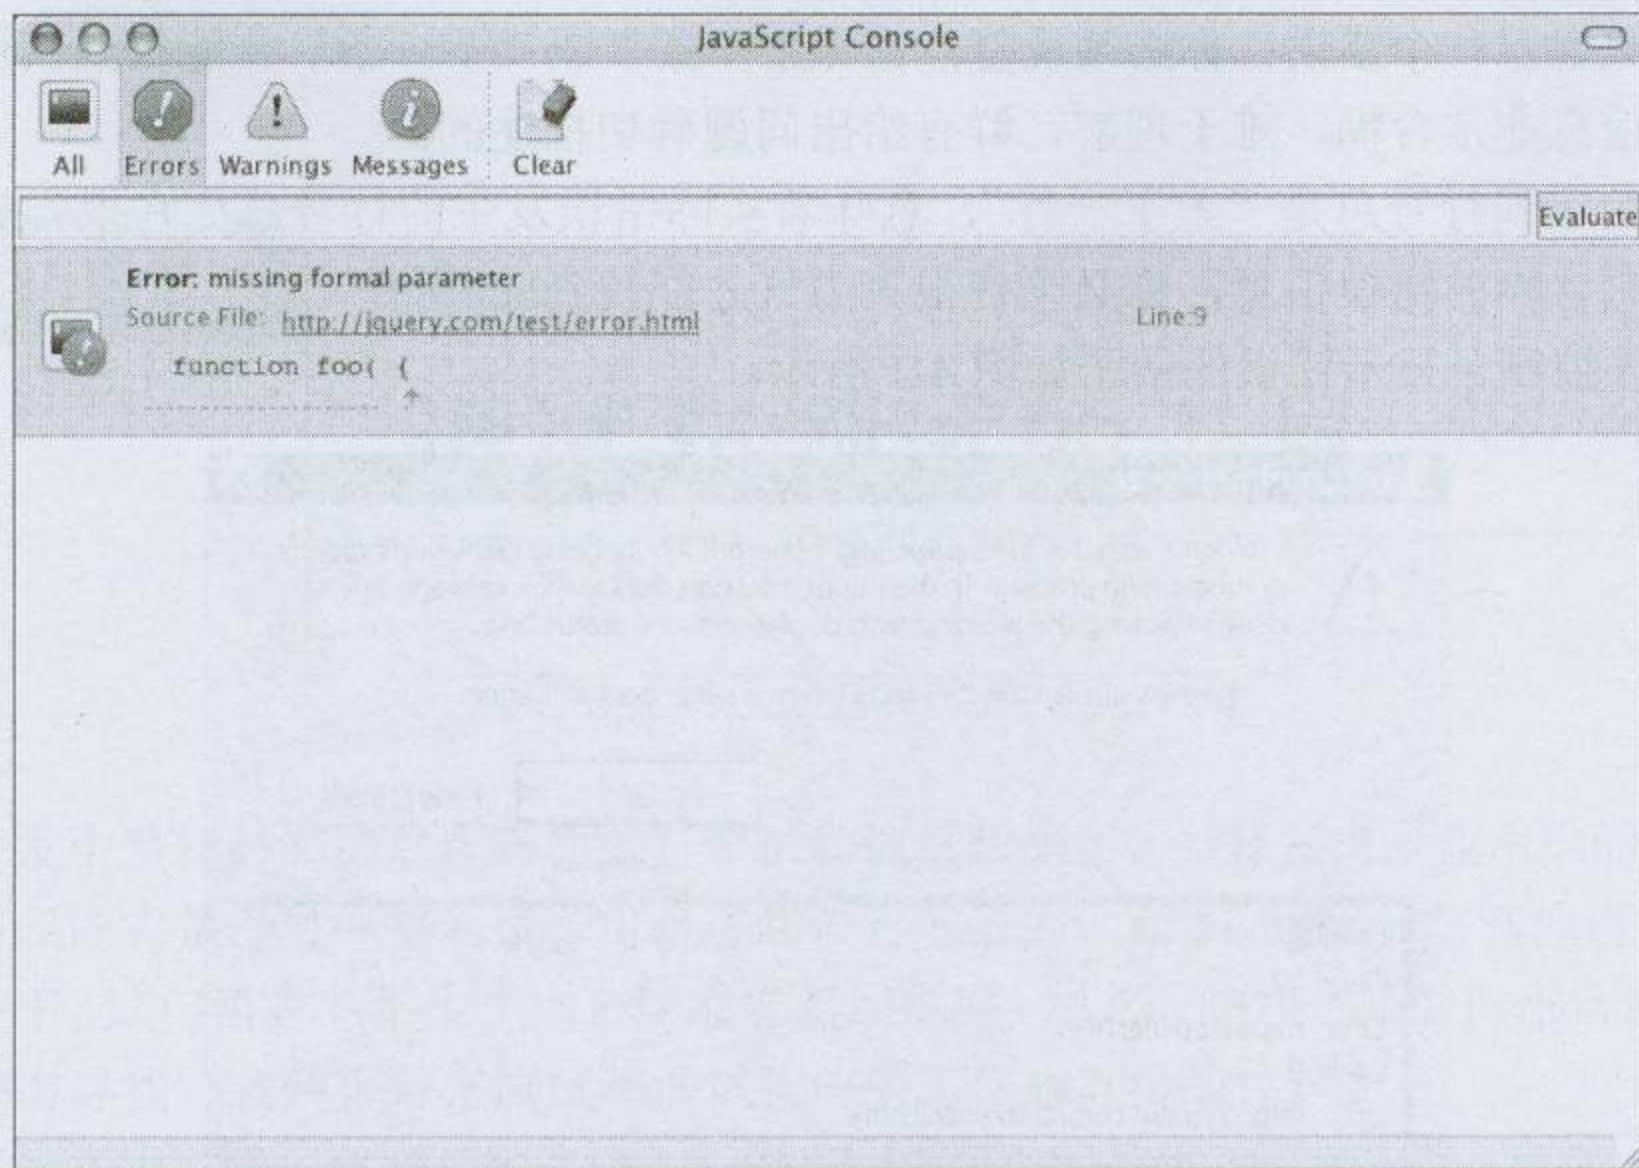 JavaScript Console
All Errors Warnings Messages Clear
Evaluate
Error: missing formal parameter
Source File: http://jquery.com/test/error.html Line:9
function foo( {